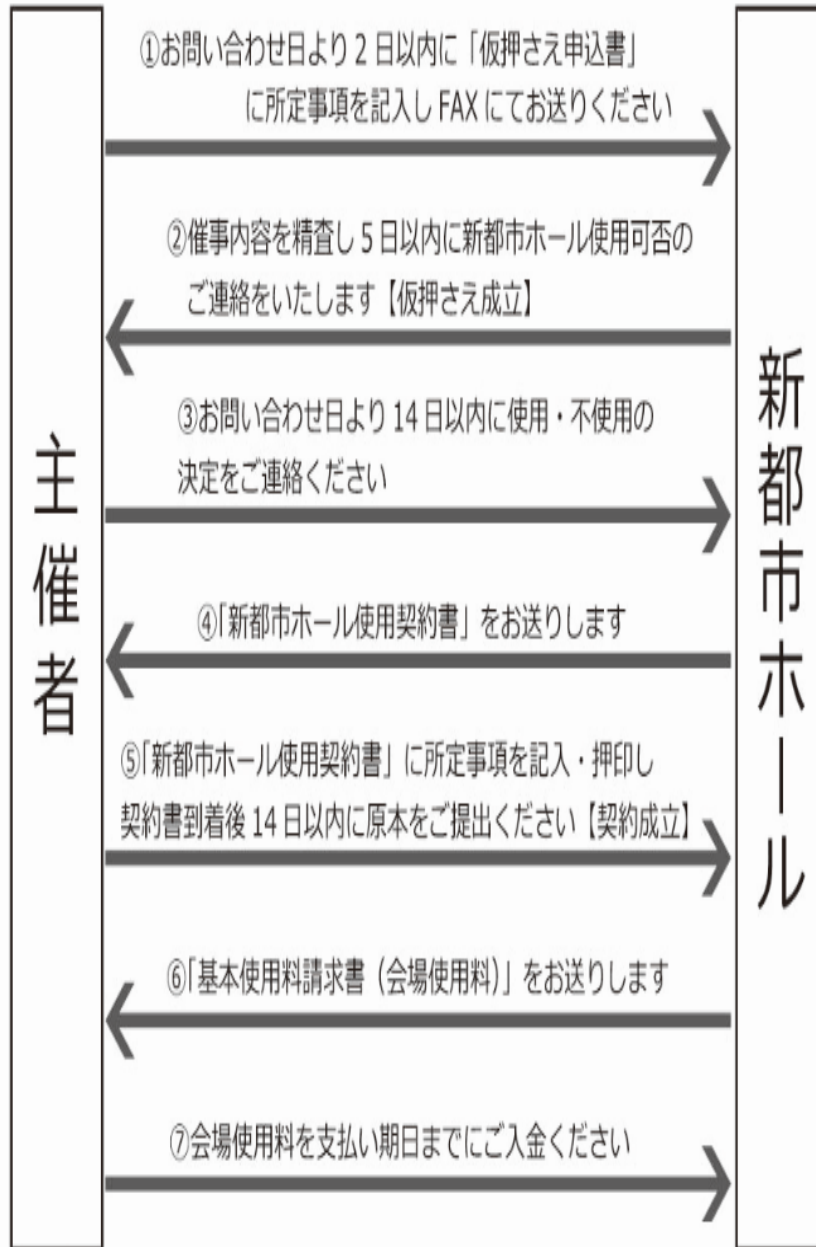 主催者
①お問い合わせ日より2日以内に「仮押さえ申込書」
に所定事項を記入しFAXにてお送りください
②催事内容を精査し5日以内に新都市ホール使用可否の
ご連絡をいたします【仮押さえ成立】
③お問い合わせ日より14日以内に使用・不使用の
決定をご連絡ください
④「新都市ホール使用契約書」をお送りします
⑤「新都市ホール使用契約書」に所定事項を記入・押印し
契約書到着後14日以内に原本をご提出ください【契約成立】
⑥「基本使用料請求書（会場使用料）」をお送りします
⑦会場使用料を支払い期日までにご入金ください
新都市ホール